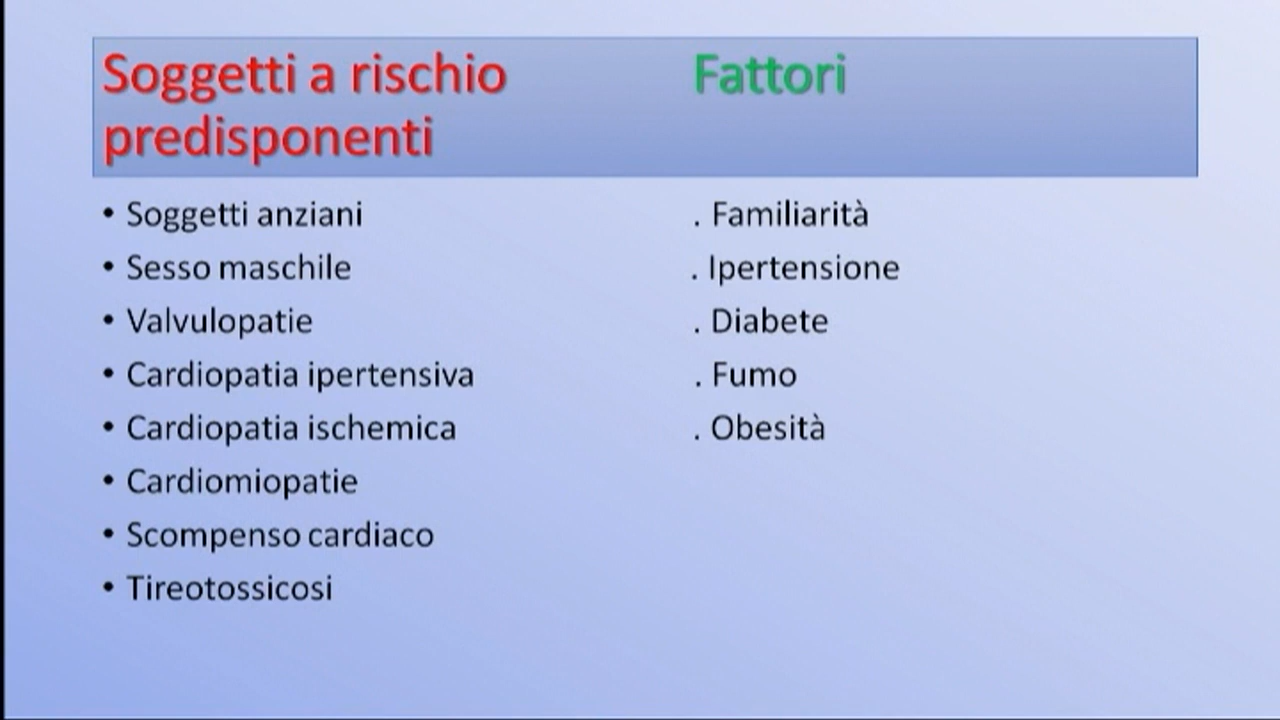 Soggetti a rischio Fattori
predisponenti
• Soggetti anziani . Familiarità
• Sesso maschile . Ipertensione
• Valvulopatie . Diabete
• Cardiopatia ipertensiva . Fumo
• Cardiopatia ischemica . Obesità
• Cardiomiopatie
• Scompenso cardiaco
• Tireotossicosi